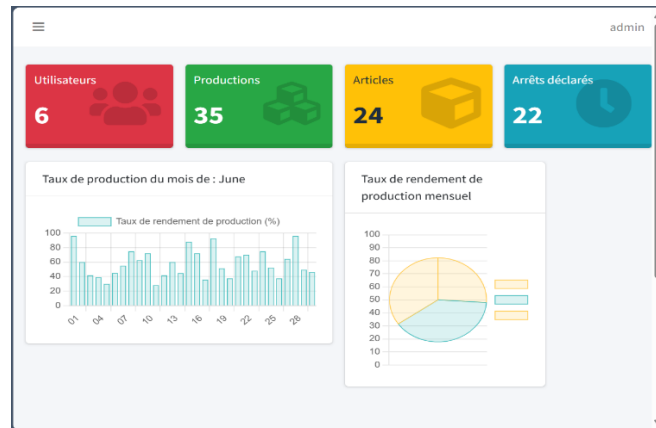 admin
Utilisateurs
6
Productions
35
Articles
24
Arrêts déclarés
22
Taux de production du mois de : June
Taux de rendement de production (%)
100
80
60
40
20
0
01 04 07 10 13 16 19 22 25 28
Taux de rendement de
production mensuel
100
90
80
70
60
50
40
30
20
10
0